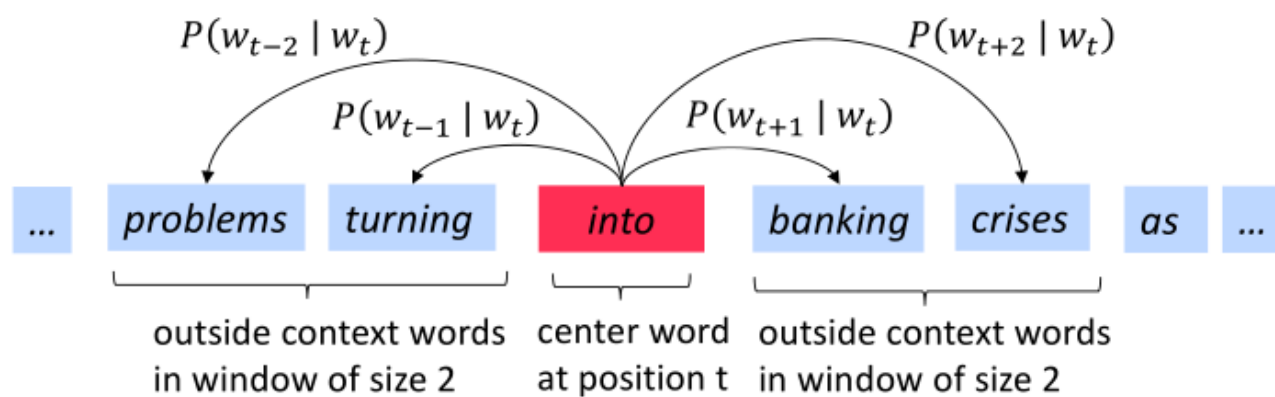 P(w_{t−2} | w_t)
P(w_{t+2} | w_t)
P(w_{t−1} | w_t)
P(w_{t+1} | w_t)
... problems turning into banking crises as ...
outside context words
in window of size 2
center word
at position t
outside context words
in window of size 2